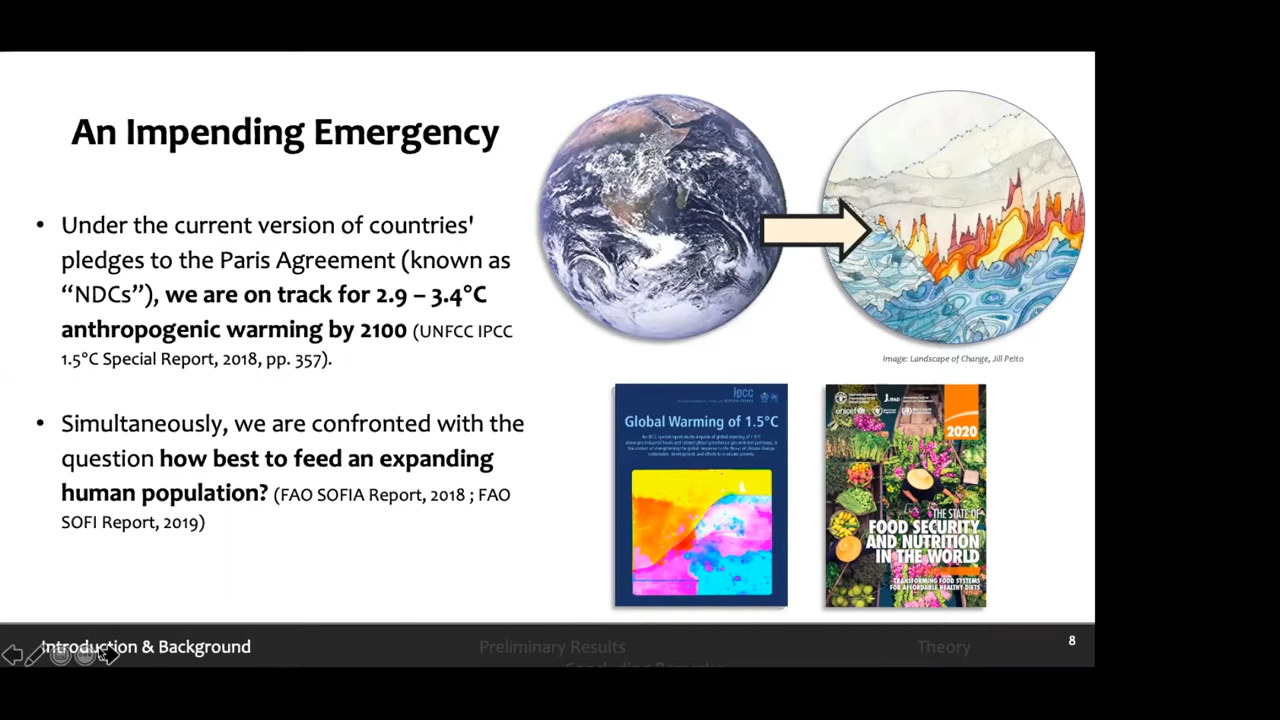 An Impending Emergency
• Under the current version of countries'
pledges to the Paris Agreement (known as
“NDCs”), we are on track for 2.9 – 3.4°C
anthropogenic warming by 2100 (UNFCC IPCC
1.5°C Special Report, 2018, pp. 357).
• Simultaneously, we are confronted with the
question how best to feed an expanding
human population? (FAO SOFIA Report, 2018 ; FAO
SOFI Report, 2019)
Image: Landscape of Change, Jill Pelto
ipcc
Global Warming of 1.5°C
unicef
2020
THE STATE OF
FOOD SECURITY
AND NUTRITION
IN THE WORLD
TRANSFORMING FOOD SYSTEMS
FOR AFFORDABLE HEALTHY DIETS
Introduction & Background
Preliminary Results
Theory
Concluding Remarks
8